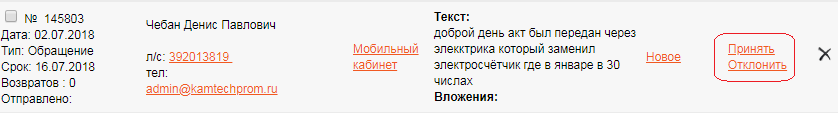 № 145803
Дата: 02.07.2018
Тип: Обращение
Срок: 16.07.2018
Возвратов : 0
Отправлено:
Чебан Денис Павлович
л/с: 392013819
тел:
admin@kamtechprom.ru
Мобильный
кабинет
Текст:
доброй день акт был передан через
элекктрика который заменил
электросчётчик где в январе в 30
числах
Вложения:
Новое
Принять
Отклонить